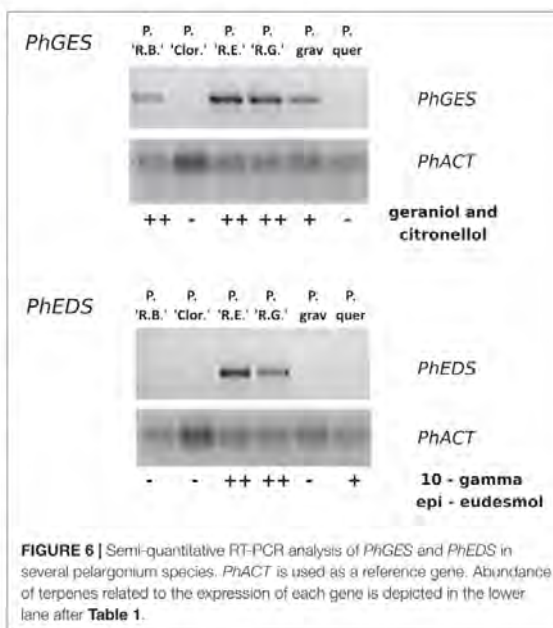 PhGES
P. P. P. P. P. P.
'R.B.' 'Clor.' 'R.E.' 'R.G.' grav quer
PhGES
PhACT
++ - ++ ++ + -
geraniol and
citronellol
PhEDS
P. P. P. P. P. P.
'R.B.' 'Clor.' 'R.E.' 'R.G.' grav quer
PhEDS
PhACT
- - ++ ++ - +
10 - gamma
epi - eudesmol
FIGURE 6 | Semi-quantitative RT-PCR analysis of PhGES and PhEDS in
several pelargonium species. PhACT is used as a reference gene. Abundance
of terpenes related to the expression of each gene is depicted in the lower
lane after Table 1.